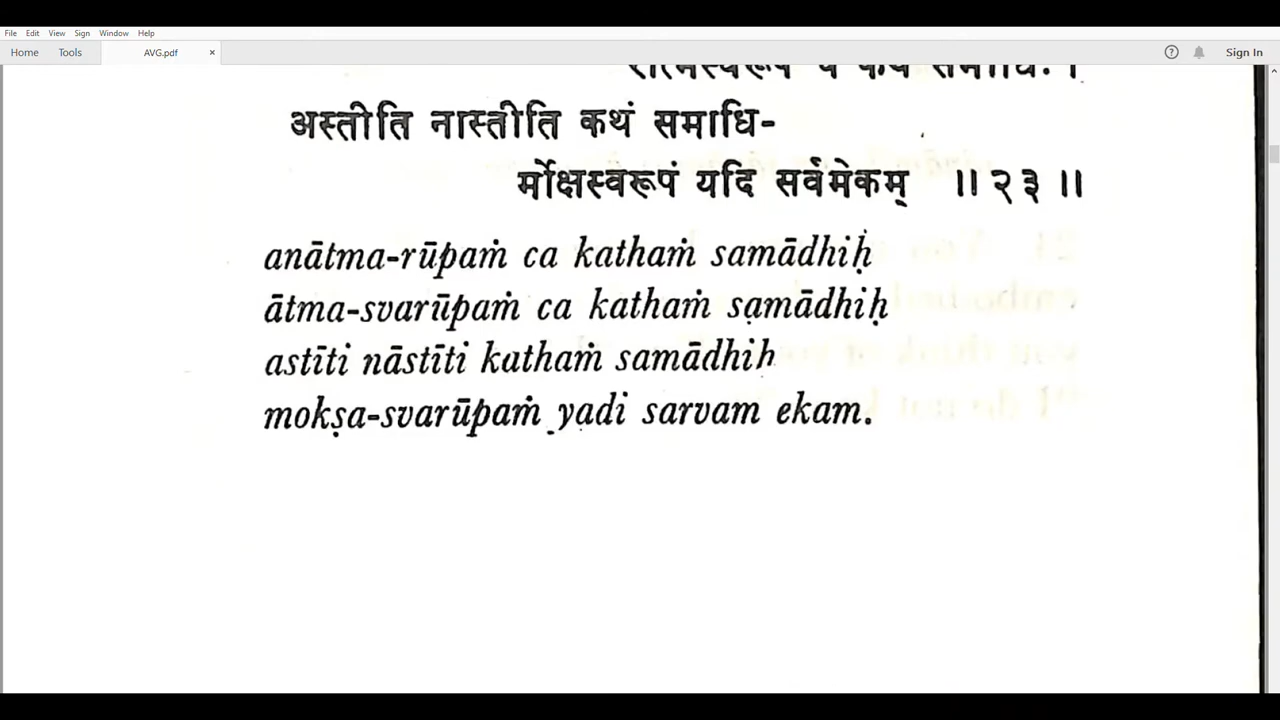 File Edit View Sign Window Help
Home Tools AVG.pdf × Sign In
अस्तीति नास्तीति कथं समाधि-
र्मोक्षस्वरूपं यदि सर्वमेकम् ॥२३॥
anātma-rūpaṁ ca kathaṁ samādhiḥ
ātma-svarūpaṁ ca kathaṁ sạmādhiḥ
astīti nāstīti kathaṁ samādhih
mokṣa-svarūpaṁ yadi sarvam ekam.